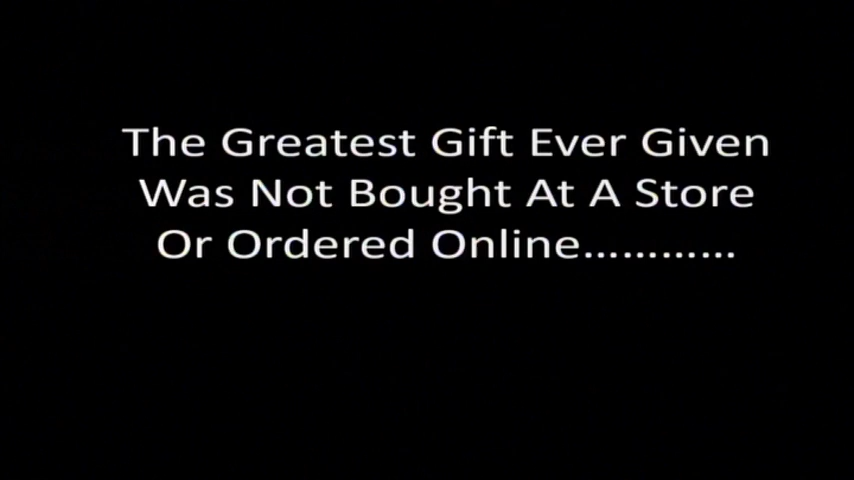 The Greatest Gift Ever Given
Was Not Bought At A Store
Or Ordered Online.............